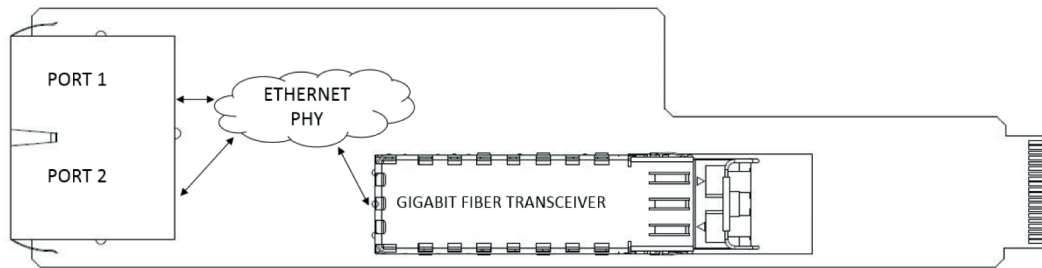 PORT 1
ETHERNET
PHY
PORT 2
GIGABIT FIBER TRANSCEIVER